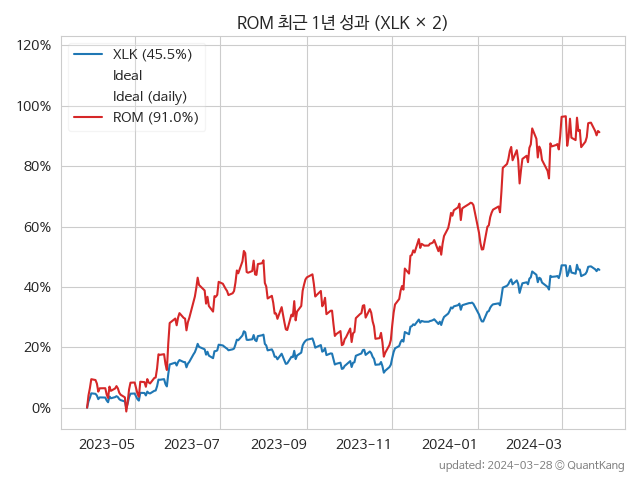 ROM 최근 1년 성과 (XLK × 2)
120%
100%
80%
60%
40%
20%
0%
XLK (45.5%)
Ideal
Ideal (daily)
ROM (91.0%)
2023-05 2023-07 2023-09 2023-11 2024-01 2024-03
updated: 2024-03-28 © QuantKang